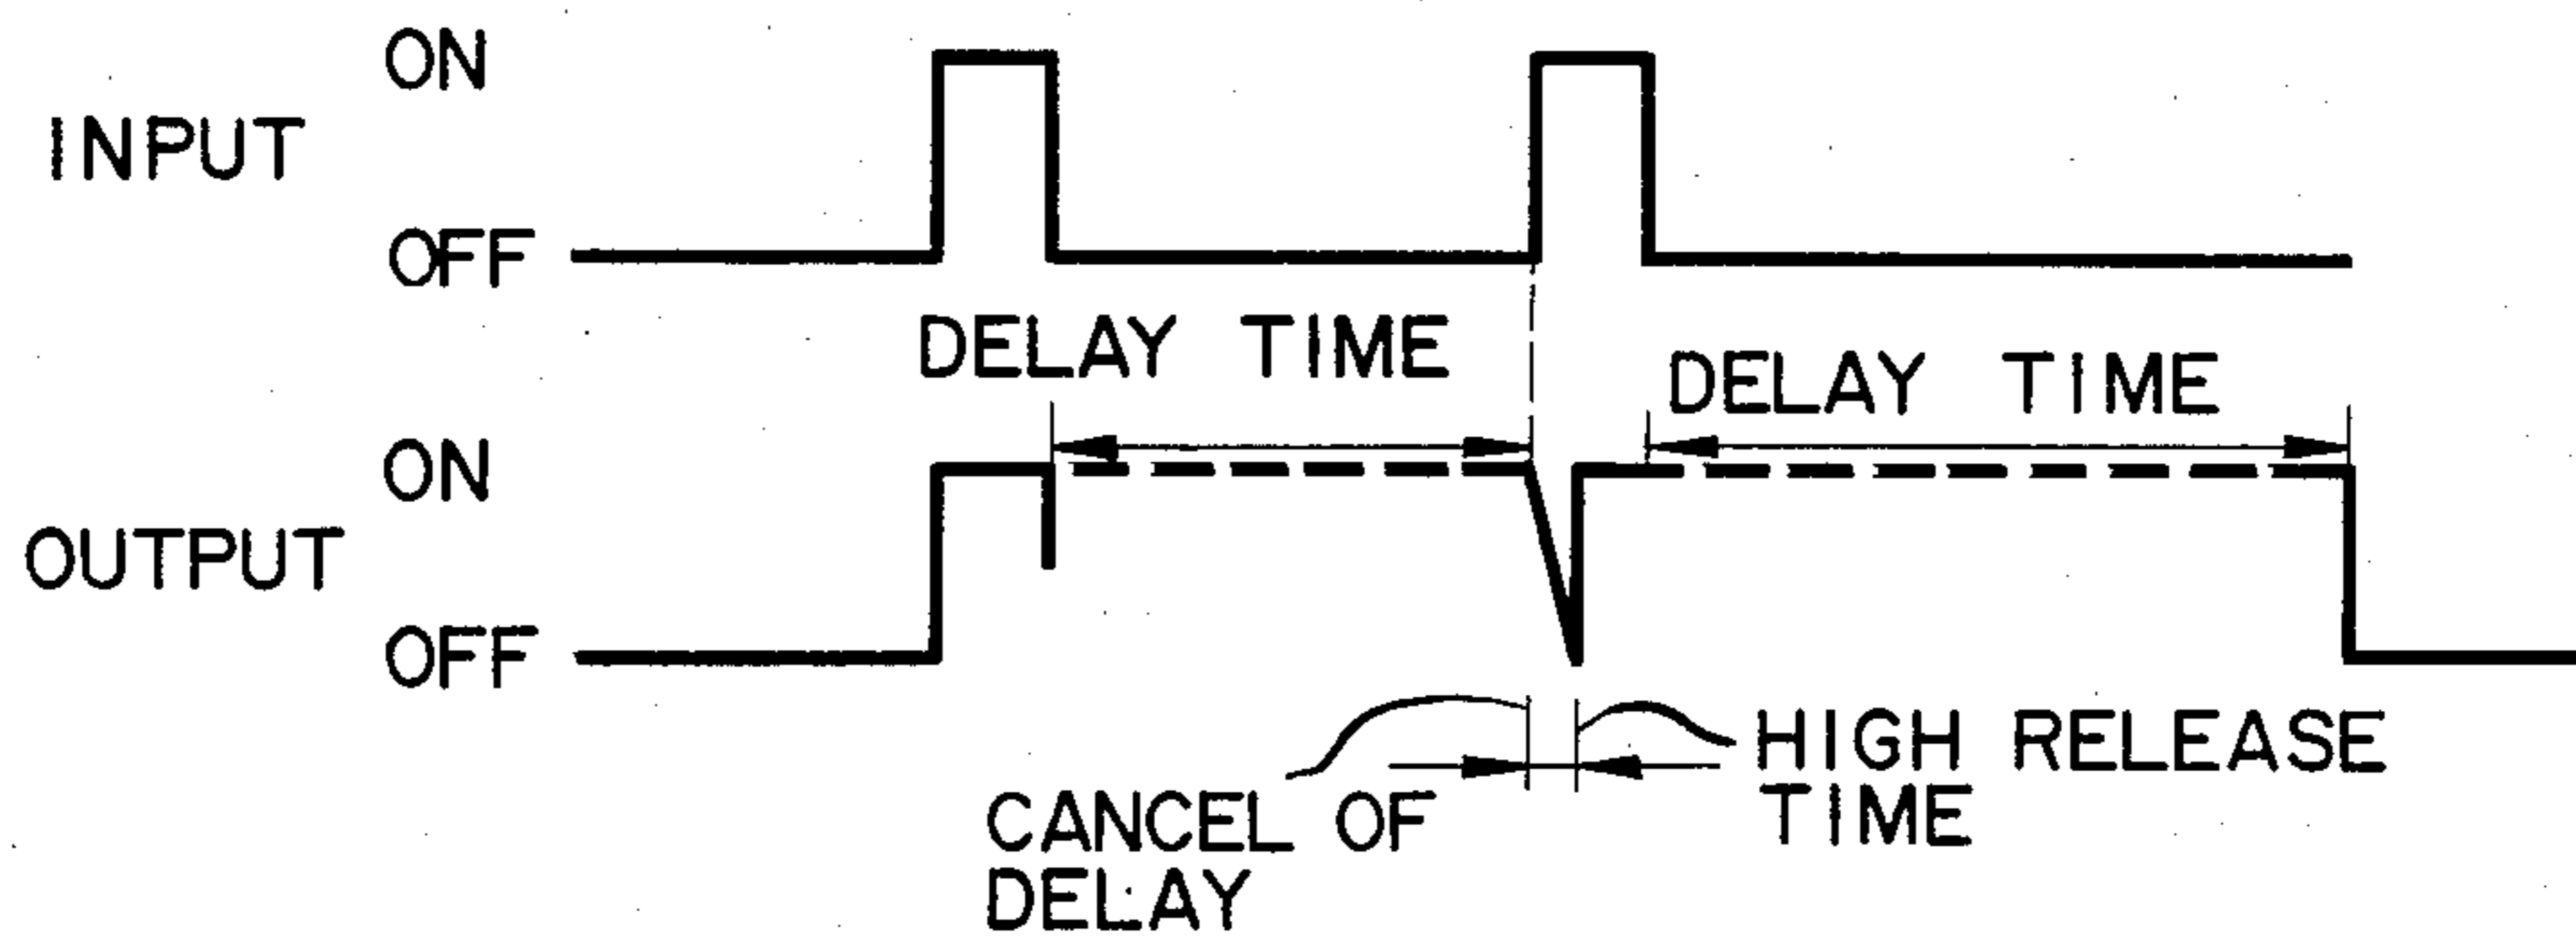 ON
INPUT
OFF
DELAY TIME
DELAY TIME
ON
OUTPUT
OFF
CANCEL OF
DELAY
HIGH RELEASE
TIME